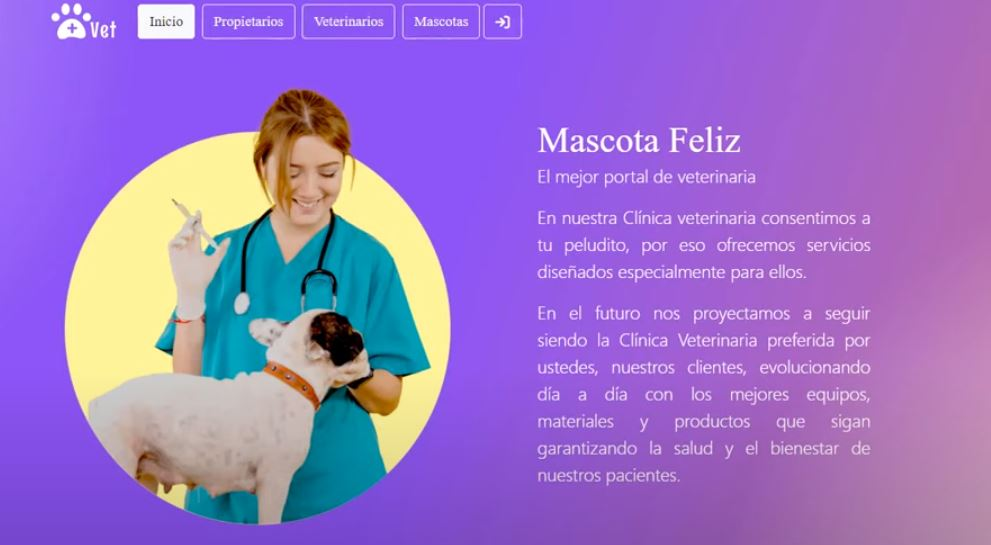 Vet
Inicio
Propietarios
Veterinarios
Mascotas
Mascota Feliz
El mejor portal de veterinaria
En nuestra Clínica veterinaria consentimos a
tu peludito, por eso ofrecemos servicios
diseñados especialmente para ellos.
En el futuro nos proyectamos a seguir
siendo la Clínica Veterinaria preferida por
ustedes, nuestros clientes, evolucionando
día a día con los mejores equipos,
materiales y productos que sigan
garantizando la salud y el bienestar de
nuestros pacientes.